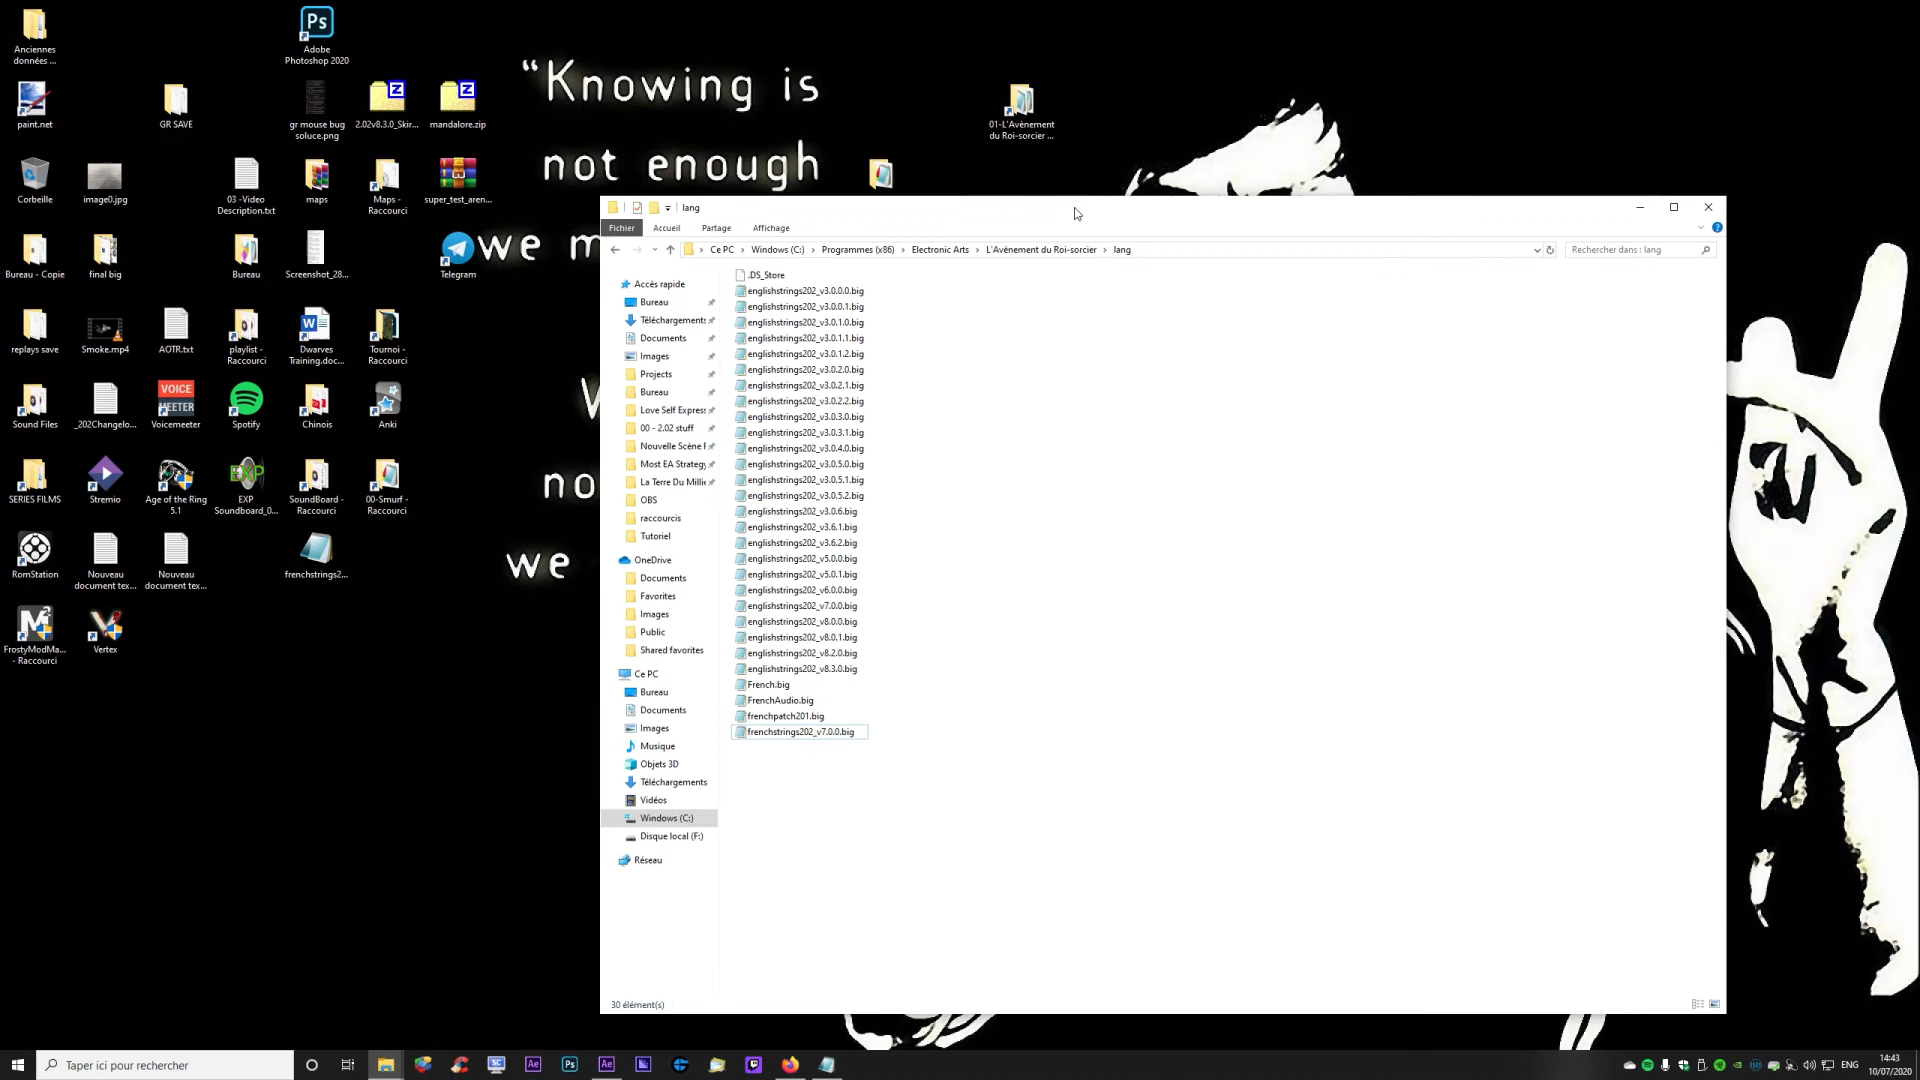 Anciennes
données ...
Adobe
Photoshop 2020
paint.net
GR SAVE
gr mouse bug
soluce.png
2.02v8.3.0_Skir...
mandalore.zip
Corbeille
image0.jpg
03 -Video
Description.txt
maps
Maps -
Raccourci
super_test_aren...
Bureau - Copie
final big
Bureau
Screenshot_28...
Telegram
replays save
Smoke.mp4
AOTR.txt
playlist -
Raccourci
Dwarves
Training.doc...
Tournoi -
Raccourci
Sound Files
_202Changelo...
VOICE
MEETER
Voicemeeter
Spotify
Chinois
Anki
SERIES FILMS
Stremio
Age of the Ring
5.1
EXP
EXP
Soundboard_0...
SoundBoard -
Raccourci
00-Smurf -
Raccourci
RomStation
Nouveau
document tex...
Nouveau
document tex...
frenchstrings2...
FrostyModMa...
- Raccourci
Vertex
“Knowing is
not enough
we m
W
no
we
01-L'Avénement
du Roi-sorcier ...
lang
Fichier
Accueil
Partage
Affichage
Ce PC
Windows (C:)
Programmes (x86)
Electronic Arts
L'Avènement du Roi-sorcier
lang
Rechercher dans : lang
Accès rapide
Bureau
Téléchargements
Documents
Images
Projects
Bureau
Love Self Express
00 - 2.02 stuff
Nouvelle Scène
Most EA Strategy
La Terre Du Milie
OBS
raccourcis
Tutoriel
OneDrive
Documents
Favorites
Images
Public
Shared favorites
Ce PC
Bureau
Documents
Images
Musique
Objets 3D
Téléchargements
Vidéos
Windows (C:)
Disque local (F:)
Réseau
.DS_Store
englishstrings202_v3.0.0.0.big
englishstrings202_v3.0.0.1.big
englishstrings202_v3.0.1.0.big
englishstrings202_v3.0.1.1.big
englishstrings202_v3.0.1.2.big
englishstrings202_v3.0.2.0.big
englishstrings202_v3.0.2.1.big
englishstrings202_v3.0.2.2.big
englishstrings202_v3.0.3.0.big
englishstrings202_v3.0.3.1.big
englishstrings202_v3.0.4.0.big
englishstrings202_v3.0.5.0.big
englishstrings202_v3.0.5.1.big
englishstrings202_v3.0.5.2.big
englishstrings202_v3.0.6.big
englishstrings202_v3.6.1.big
englishstrings202_v3.6.2.big
englishstrings202_v5.0.0.big
englishstrings202_v5.0.1.big
englishstrings202_v6.0.0.big
englishstrings202_v7.0.0.big
englishstrings202_v8.0.0.big
englishstrings202_v8.0.1.big
englishstrings202_v8.2.0.big
englishstrings202_v8.3.0.big
French.big
FrenchAudio.big
frenchpatch201.big
frenchstrings202_v7.0.0.big
30 élément(s)
Taper ici pour rechercher
ENG
14:43
10/07/2020